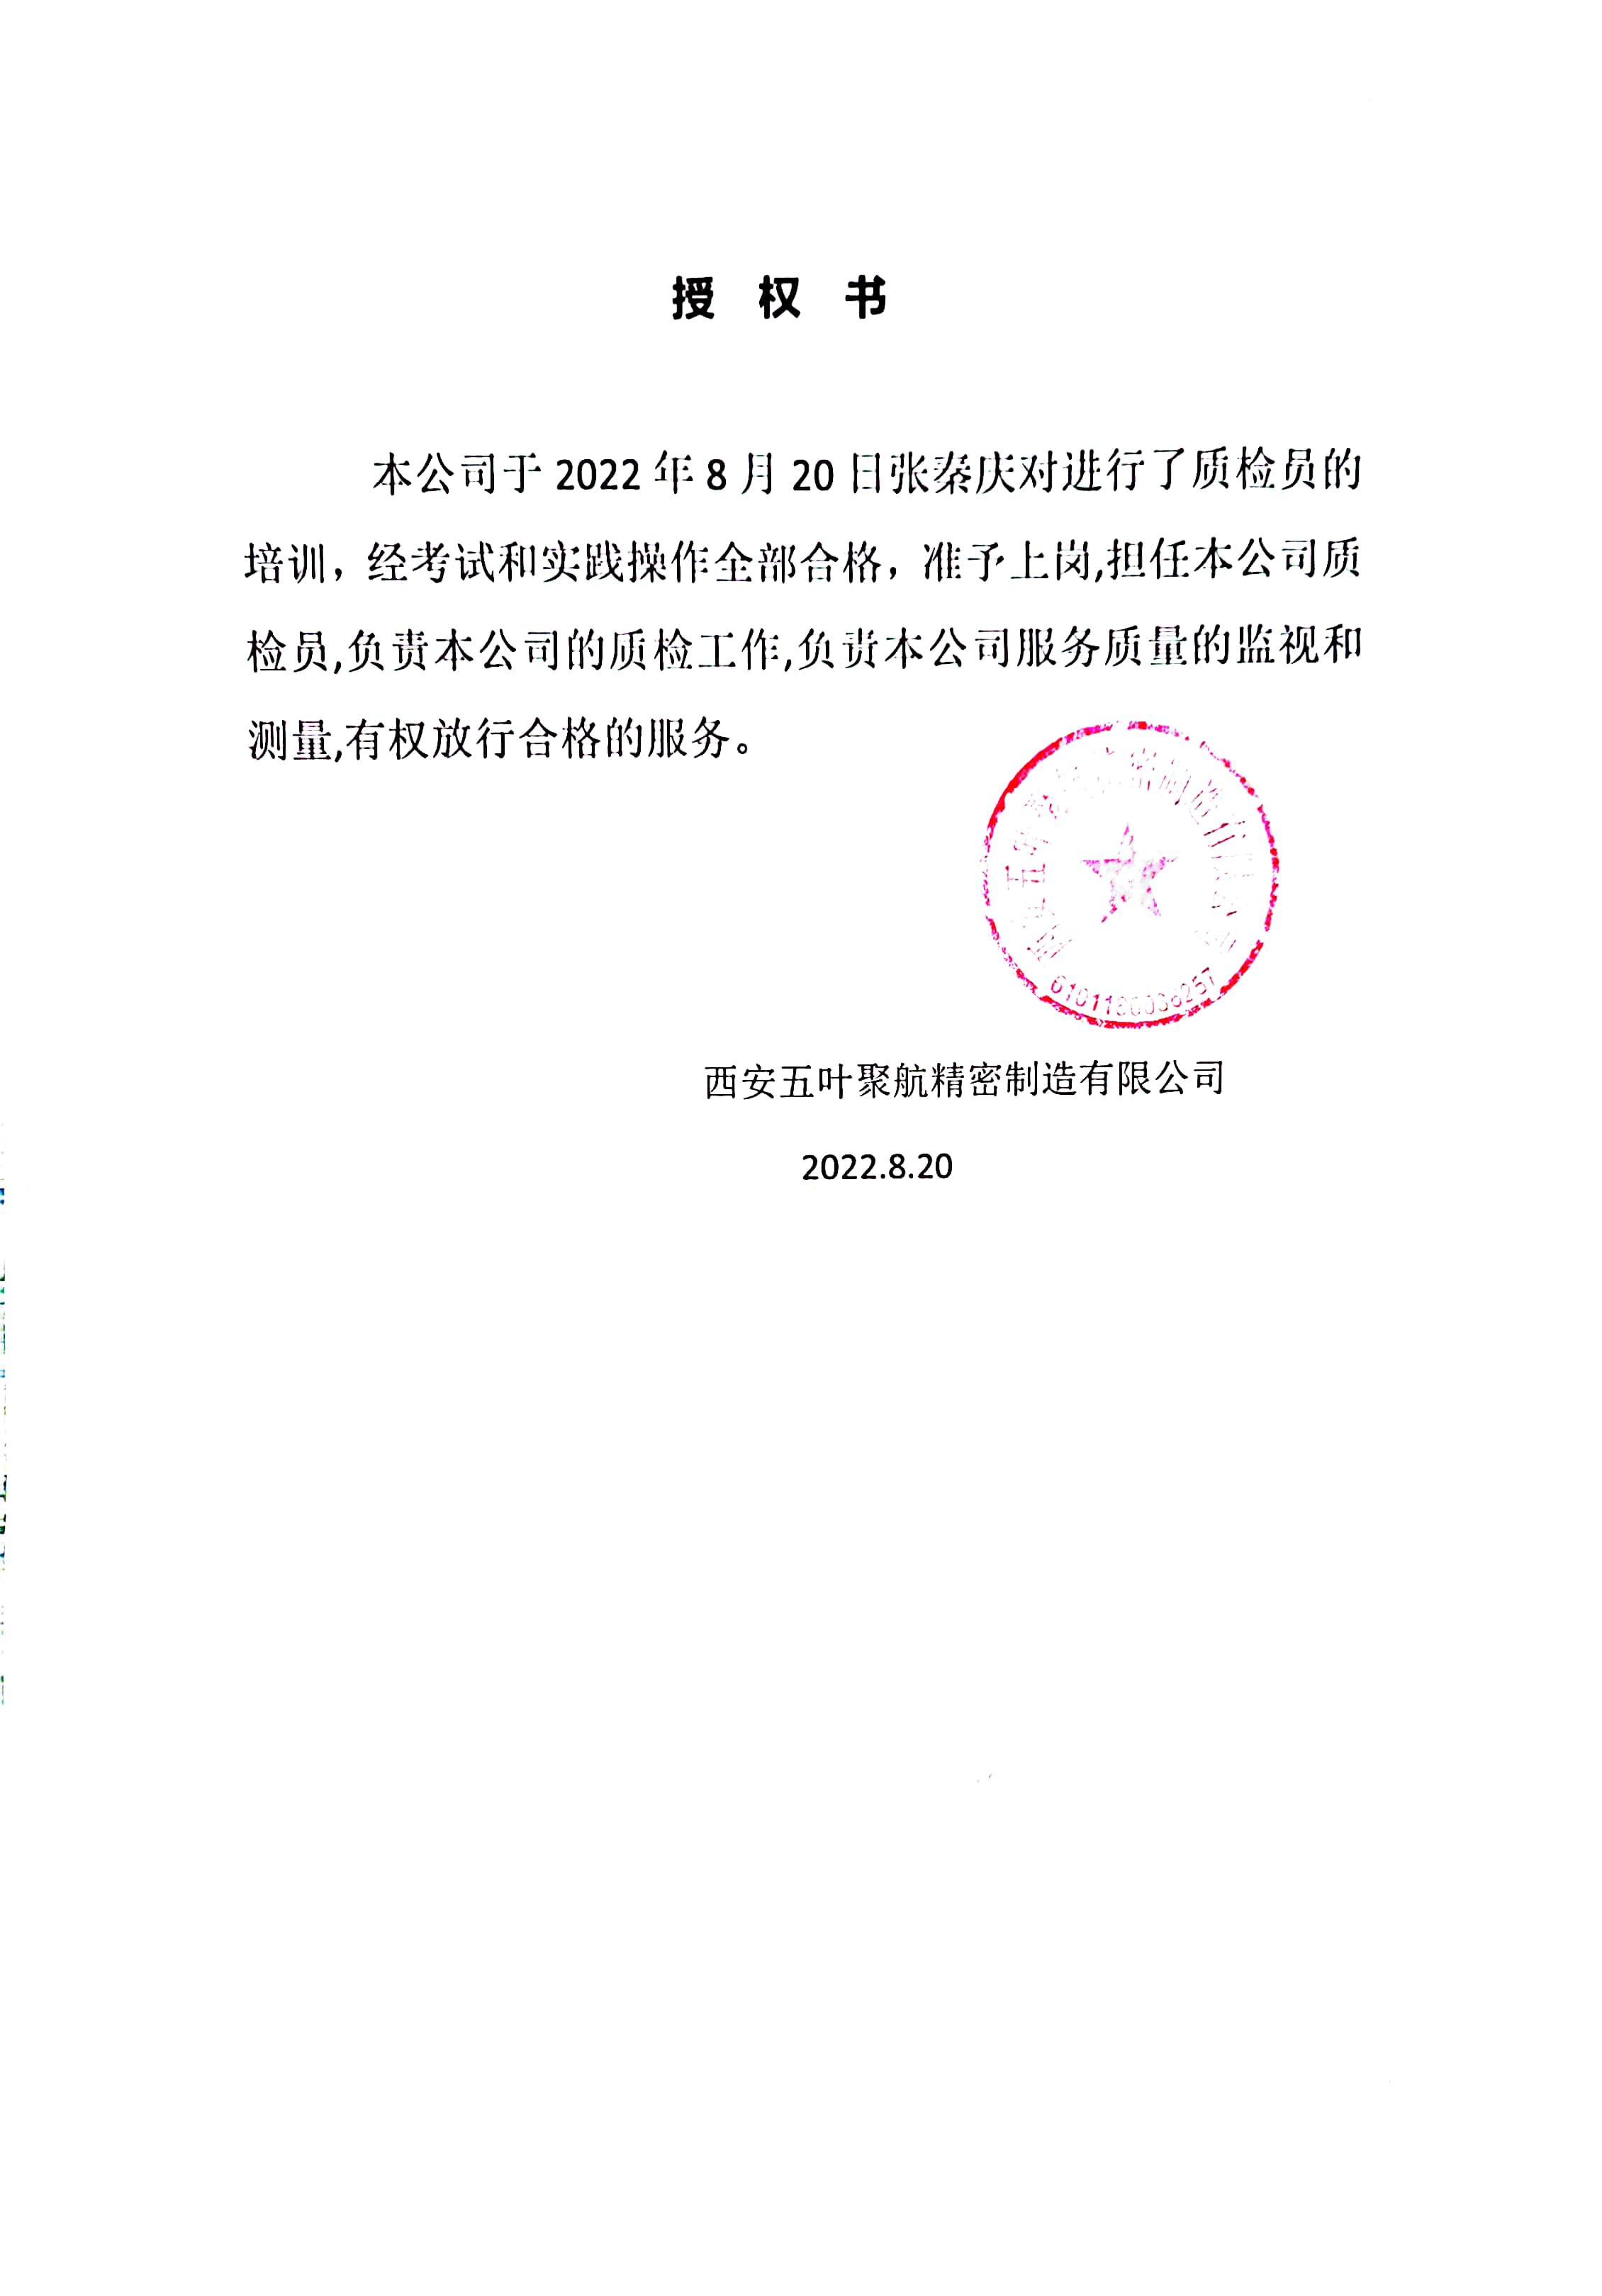 授 权 书
本公司于 2022 年 8 月 20 日张秦庆对进行了质检员的
培训，经考试和实践操作全部合格，准予上岗,担任本公司质
检员,负责本公司的质检工作,负责本公司服务质量的监视和
测量,有权放行合格的服务。
西安五叶聚航精密制造有限公司
2022.8.20